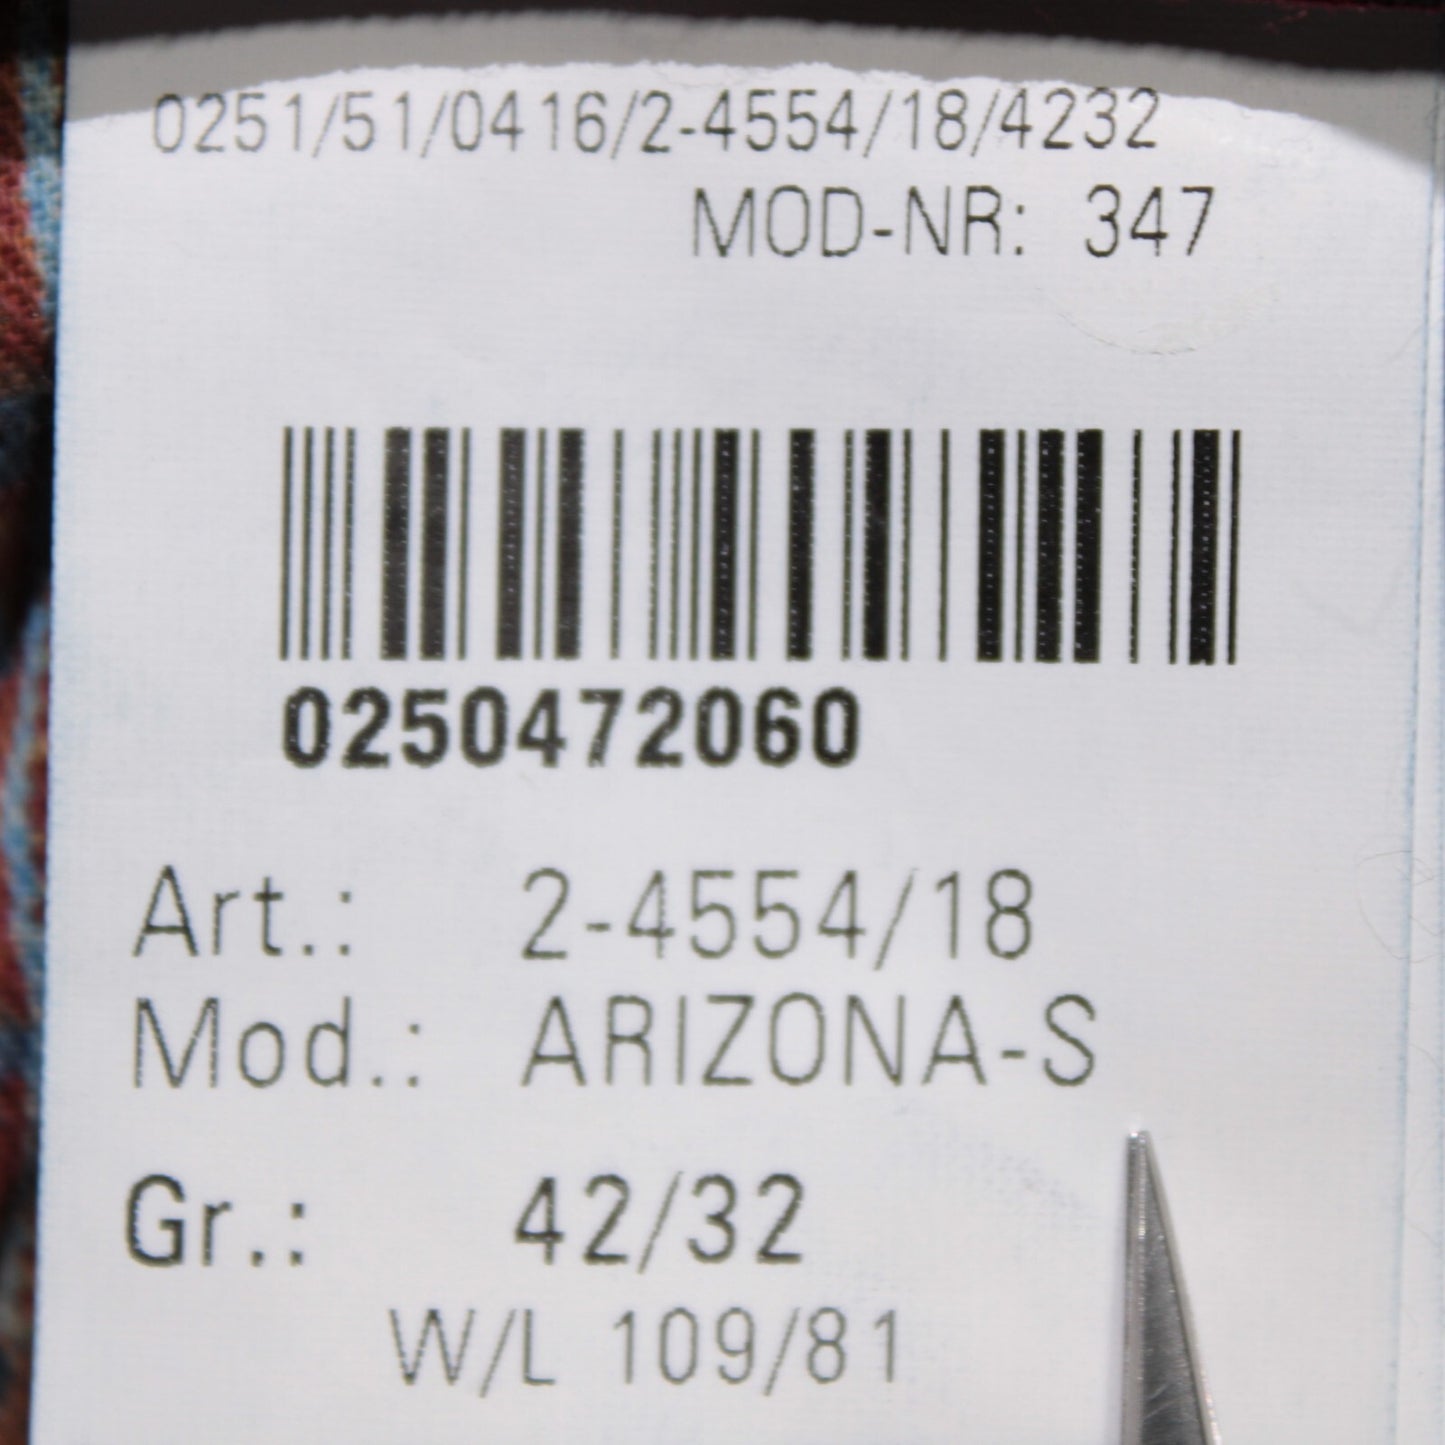 0251/51/0416/2-4554/18/4232
MOD-NR: 347
0250472060
Art.: 2-4554/18
Mod.: ARIZONA-S
Gr.: 42/32
W/L 109/81